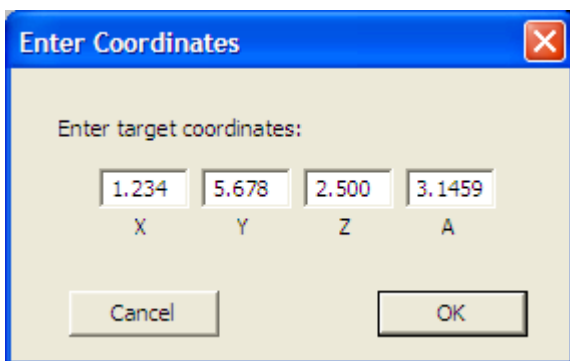 Enter Coordinates
Enter target coordinates:
1.234 5.678 2.500 3.1459
X Y Z A
Cancel OK